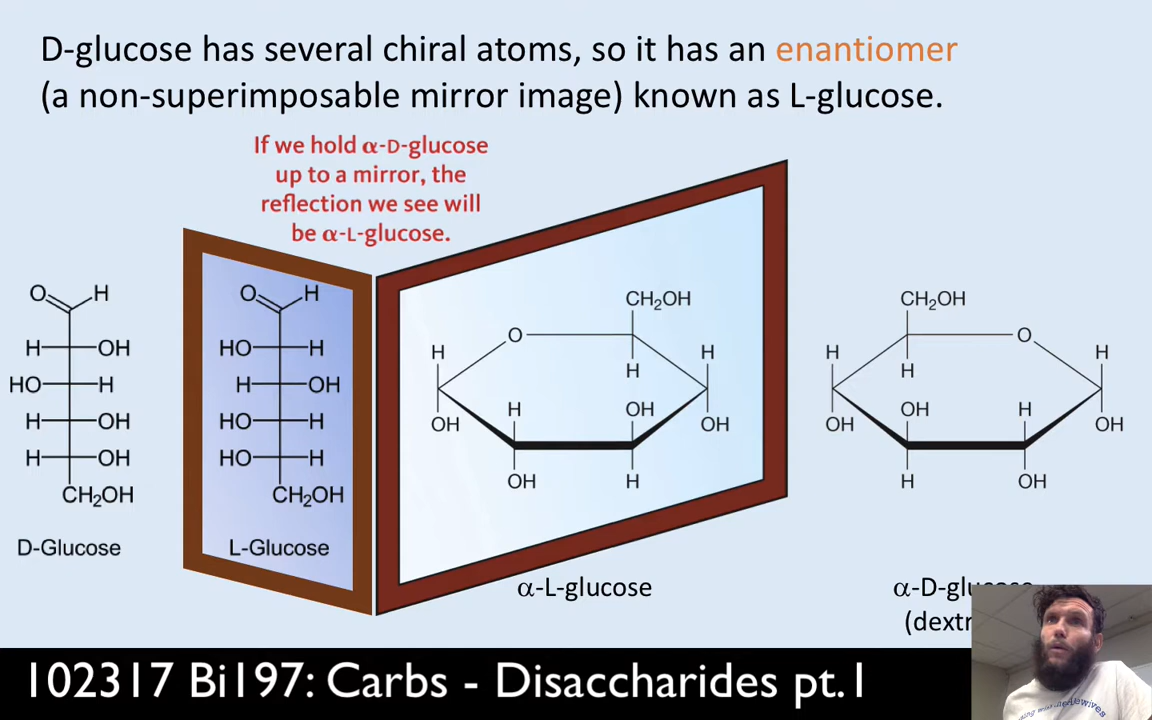 D-glucose has several chiral atoms, so it has an enantiomer
(a non-superimposable mirror image) known as L-glucose.
If we hold α-D-glucose
up to a mirror, the
reflection we see will
be α-L-glucose.
O H
H OH
HO H
H OH
H OH
CH₂OH
D-Glucose
O H
HO H
H OH
HO H
HO H
CH₂OH
L-Glucose
CH₂OH
O
H H
H
H OH
OH OH
OH H
α-L-glucose
CH₂OH
O
H H
H
OH H
OH OH
H OH
α-D-glucose
102317 Bi197: Carbs - Disaccharides pt.1